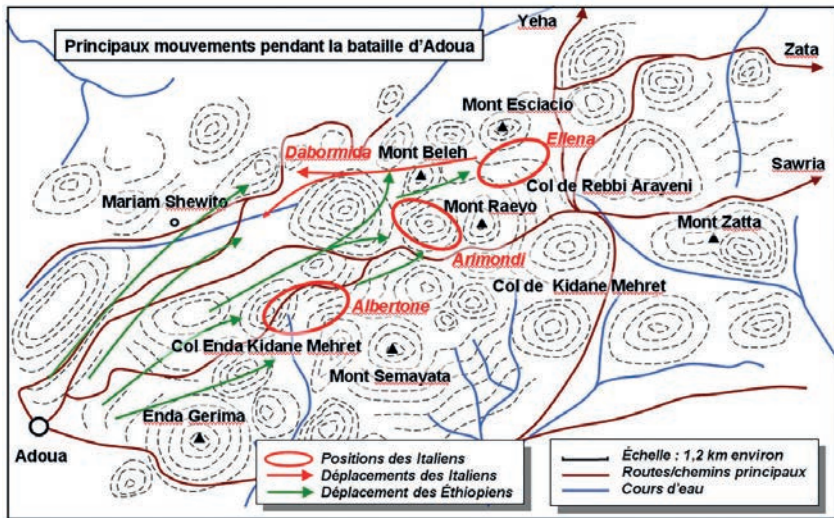 Principaux mouvements pendant la bataille d'Adoua
Yeha
Zata
Mont Esciacio
Ellena
Dabormida
Mont Beleh
Sawria
Col de Rebbi Araveni
Mariam Shewito
Mont Raeyo
Mont Zatta
Arimondi
Col de Kidane Mehret
Albertone
Col Enda Kidane Mehret
Mont Semayata
Enda Gerima
Adoua
Positions des Italiens
Déplacements des Italiens
Déplacement des Éthiopiens
Échelle : 1,2 km environ
Routes/chemins principaux
Cours d'eau